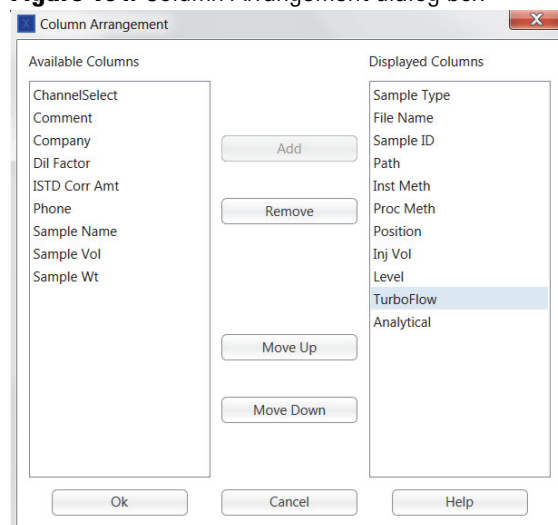 Column Arrangement
Available Columns
ChannelSelect
Comment
Company
Dil Factor
ISTD Corr Amt
Phone
Sample Name
Sample Vol
Sample Wt
Add
Remove
Move Up
Move Down
Displayed Columns
Sample Type
File Name
Sample ID
Path
Inst Meth
Proc Meth
Position
Inj Vol
Level
TurboFlow
Analytical
Ok
Cancel
Help